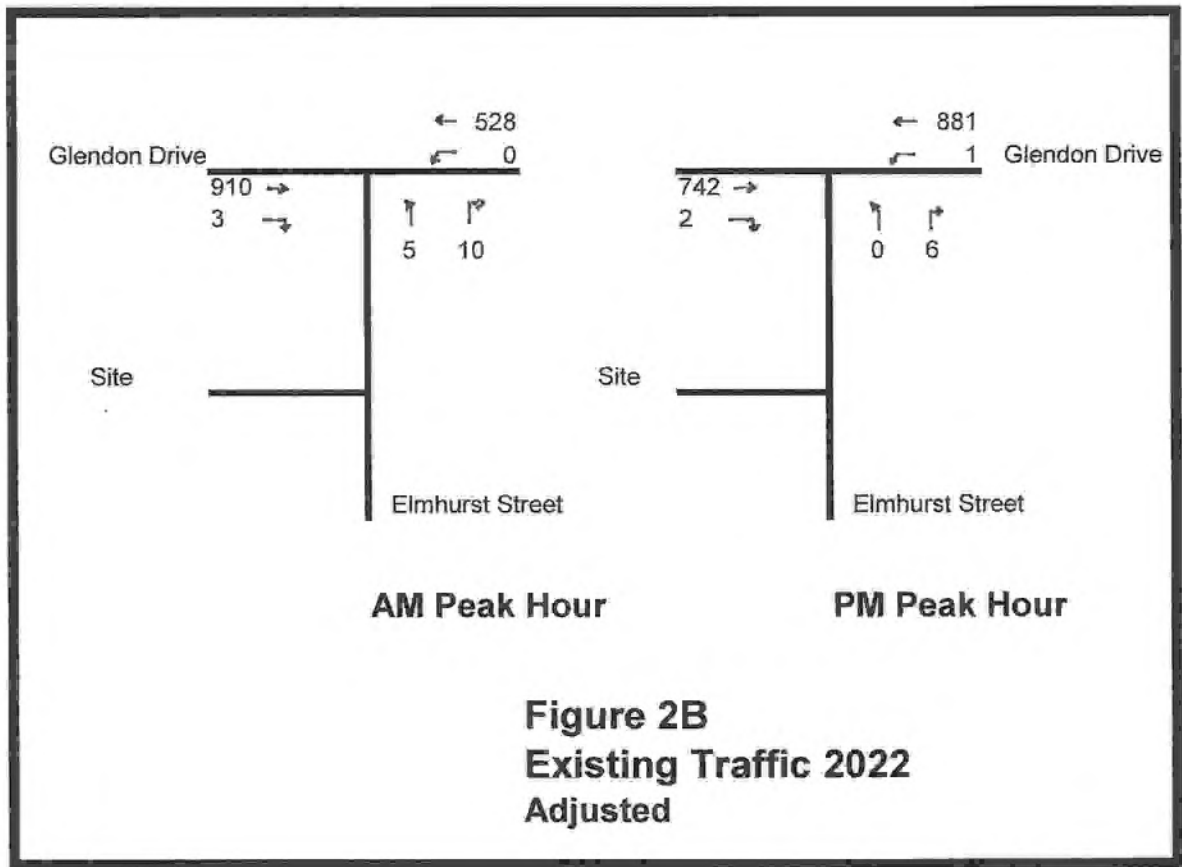 ← 528
Glendon Drive 0
910 →
3
5 10
Site
Elmhurst Street
AM Peak Hour
← 881
1 Glendon Drive
742 →
2
0 6
Site
Elmhurst Street
PM Peak Hour
Figure 2B
Existing Traffic 2022
Adjusted